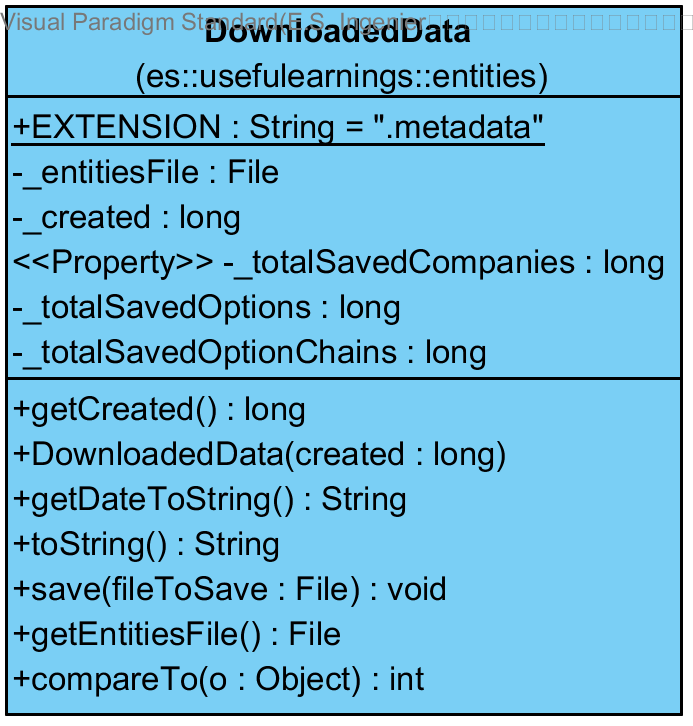 Visual Paradigm Standard(E.S. Ingenier
DownloadedData
(es::usefulearnings::entities)
+EXTENSION : String = ".metadata"
-_entitiesFile : File
-_created : long
<<Property>> -_totalSavedCompanies : long
-_totalSavedOptions : long
-_totalSavedOptionChains : long
+getCreated() : long
+DownloadedData(created : long)
+getDateToString() : String
+toString() : String
+save(fileToSave : File) : void
+getEntitiesFile() : File
+compareTo(o : Object) : int